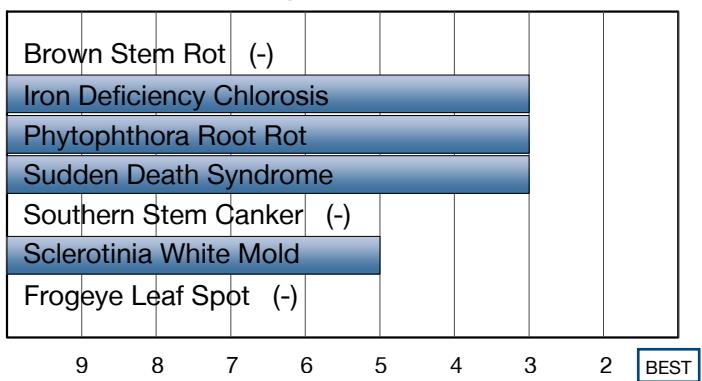 Brown Stem Rot (-)
Iron Deficiency Chlorosis
Phytophthora Root Rot
Sudden Death Syndrome
Southern Stem Canker (-)
Sclerotinia White Mold
Frogeye Leaf Spot (-)
9 8 7 6 5 4 3 2 BEST